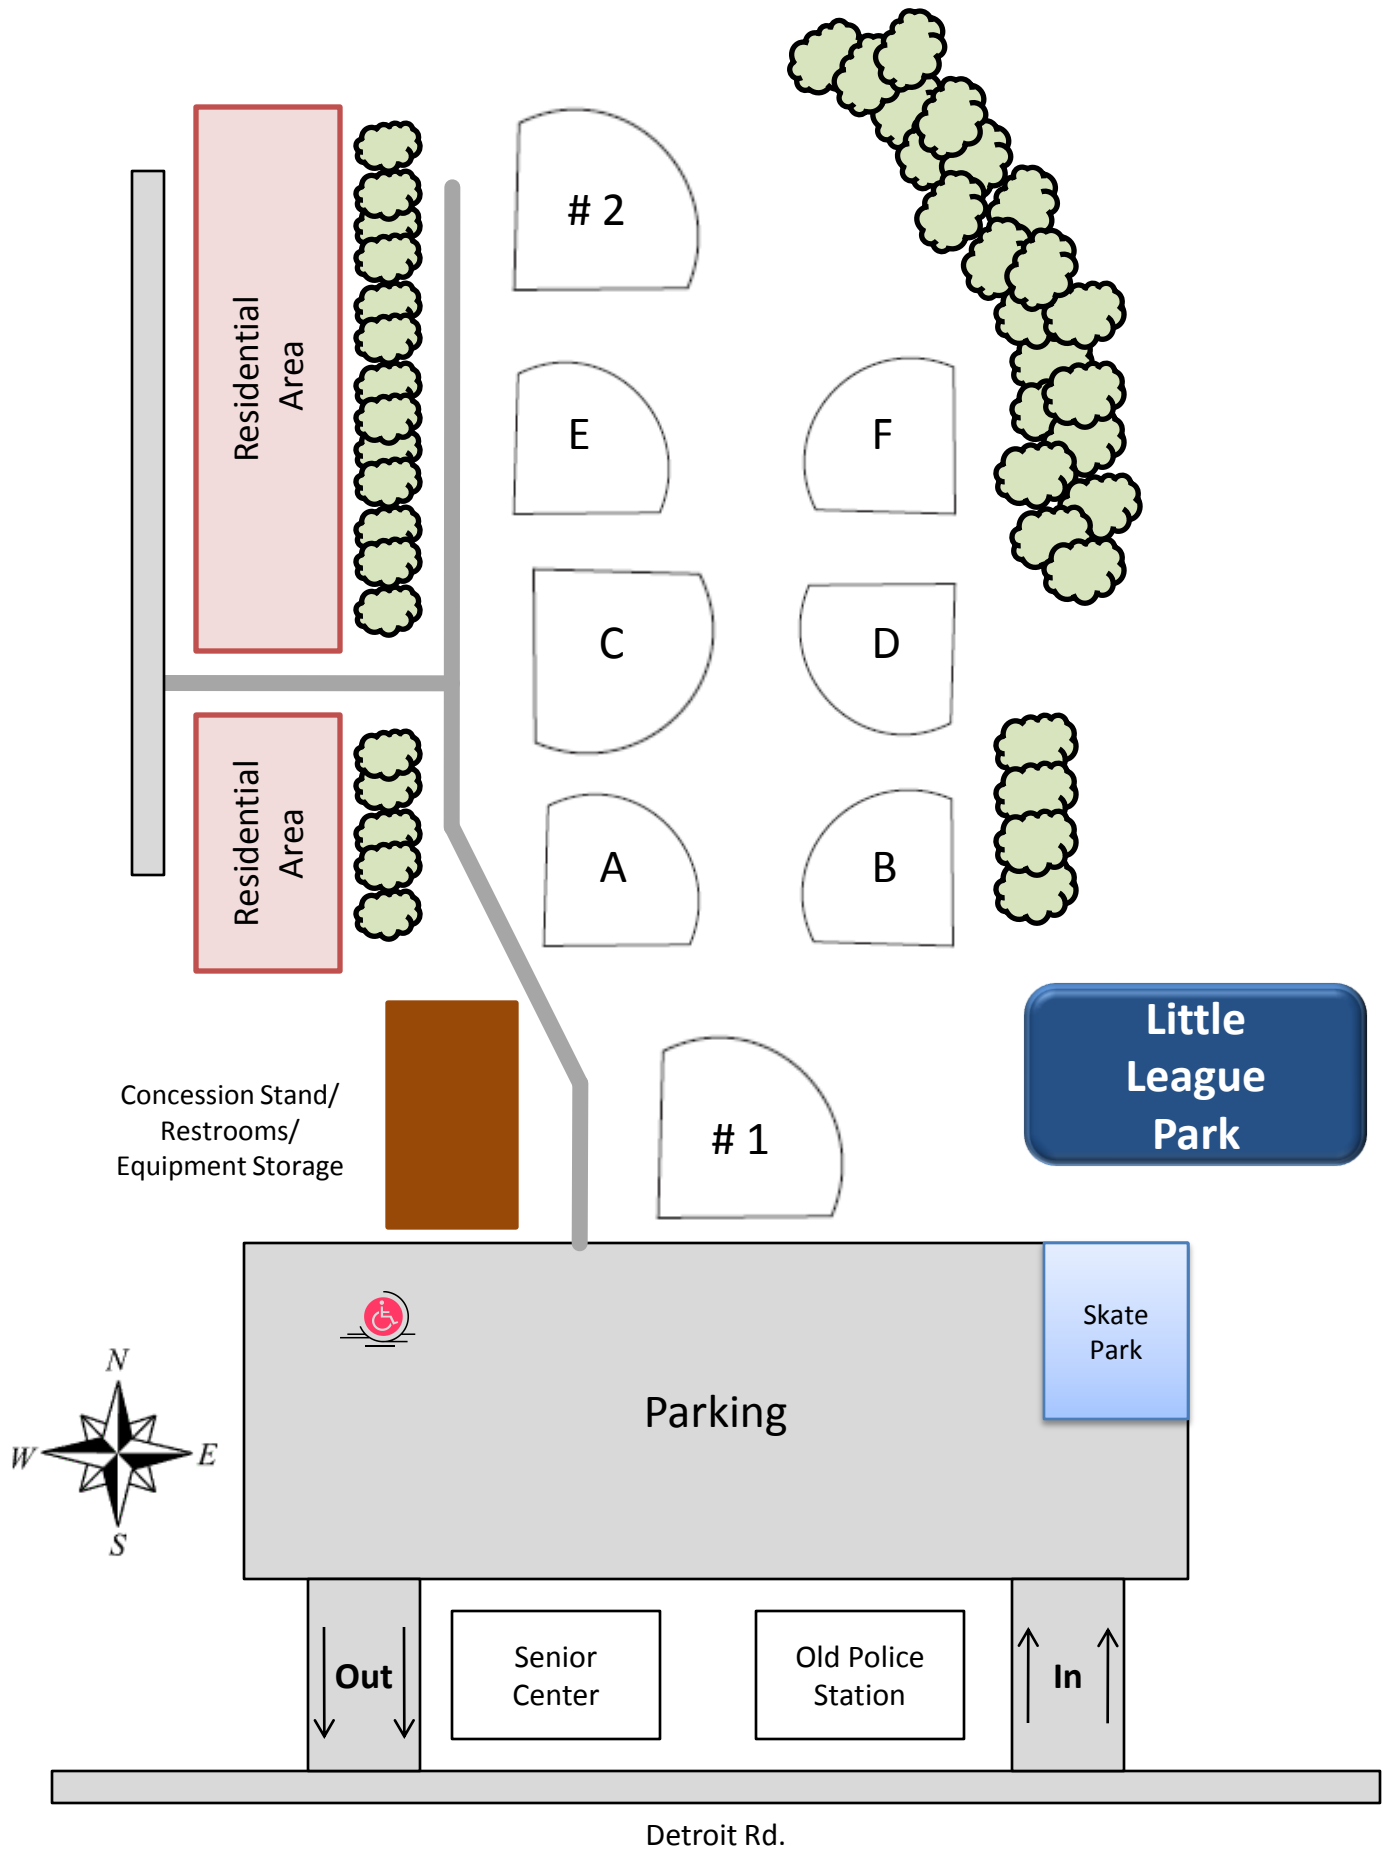 # 2
Residential
Area
E
F
C
D
Residential
Area
A
B
Little
League
Park
Concession Stand/
Restrooms/
Equipment Storage
# 1
Skate
Park
N
W
E
S
Parking
Out
Senior
Center
Old Police
Station
In
Detroit Rd.